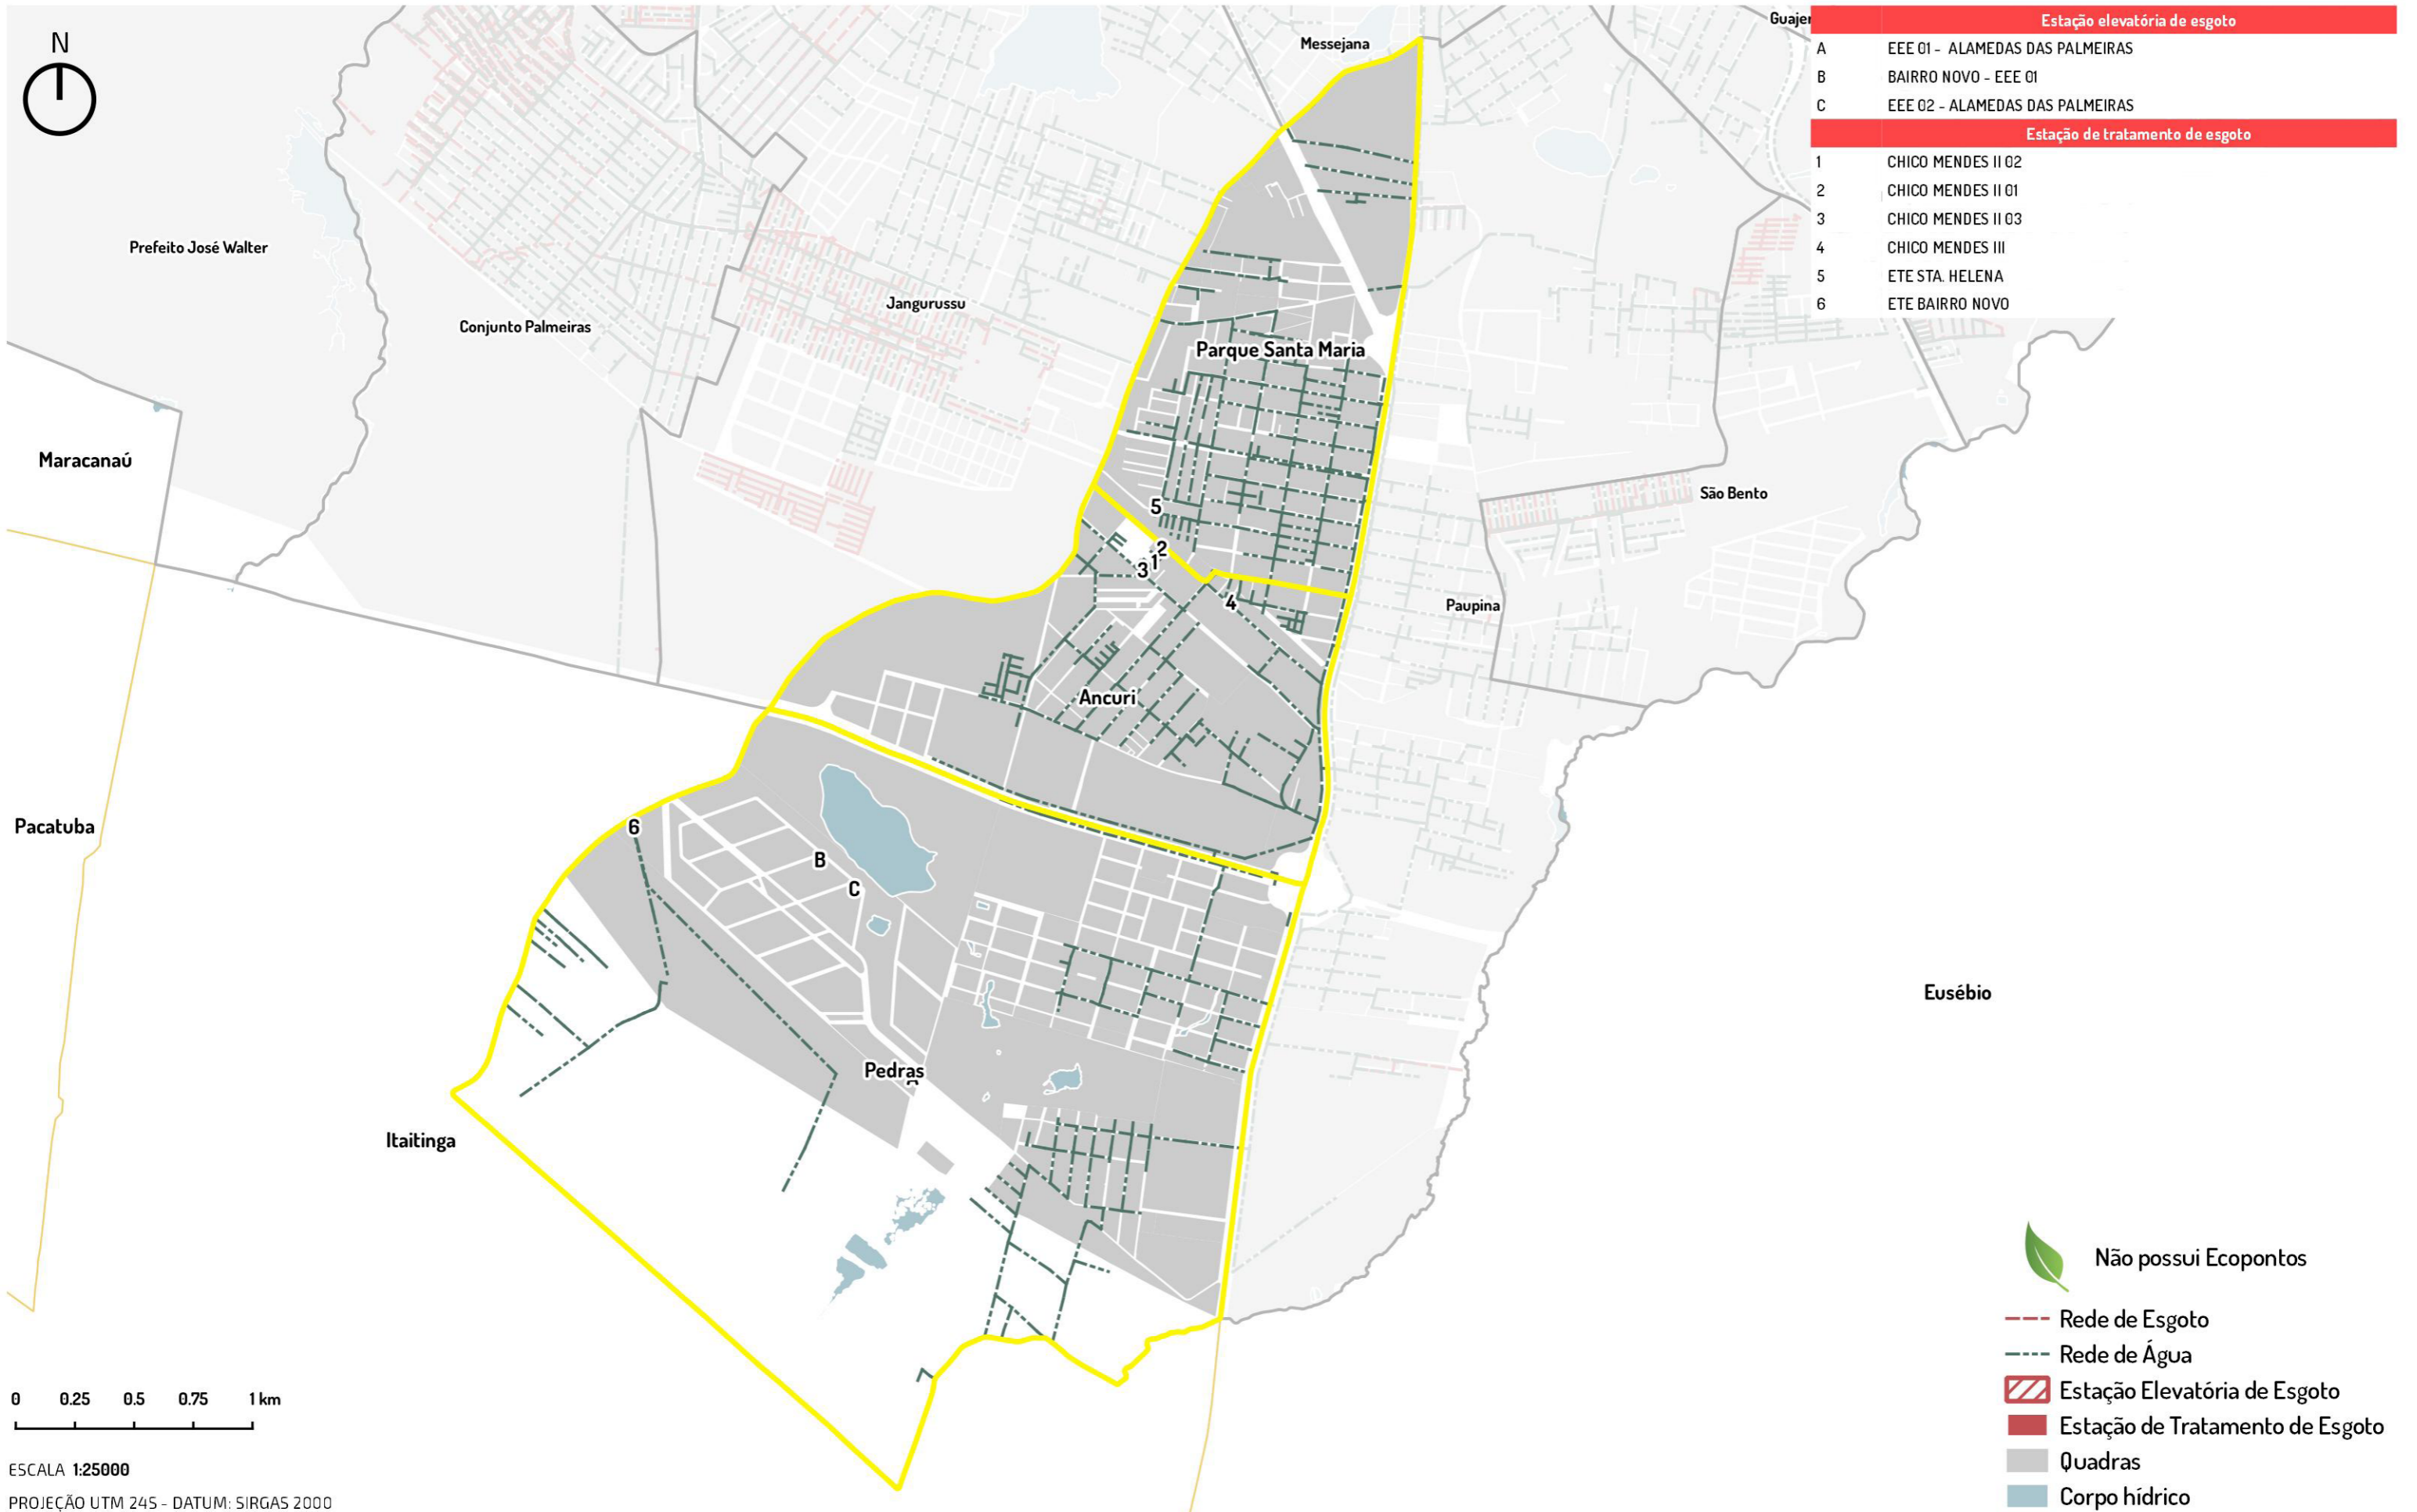 N
Messejana
Guajer
Estação elevatória de esgoto
A EEE 01 - ALAMEDAS DAS PALMEIRAS
B BAIRRO NOVO - EEE 01
C EEE 02 - ALAMEDAS DAS PALMEIRAS
Estação de tratamento de esgoto
1 CHICO MENDES II 02
2 CHICO MENDES II 01
3 CHICO MENDES II 03
4 CHICO MENDES III
5 ETE STA. HELENA
6 ETE BAIRRO NOVO
Prefeito José Walter
Jangurussu
Conjunto Palmeiras
Parque Santa Maria
Maracanaú
São Bento
5
2
1
3
4
Paupina
Ancuri
Pacatuba
6
B
C
Eusébio
Pedras
A
Itaitinga
Não possui Ecopontos
Rede de Esgoto
Rede de Água
Estação Elevatória de Esgoto
Estação de Tratamento de Esgoto
Quadras
Corpo hídrico
0 0.25 0.5 0.75 1 km
ESCALA 1:25000
PROJEÇÃO UTM 24S - DATUM: SIRGAS 2000